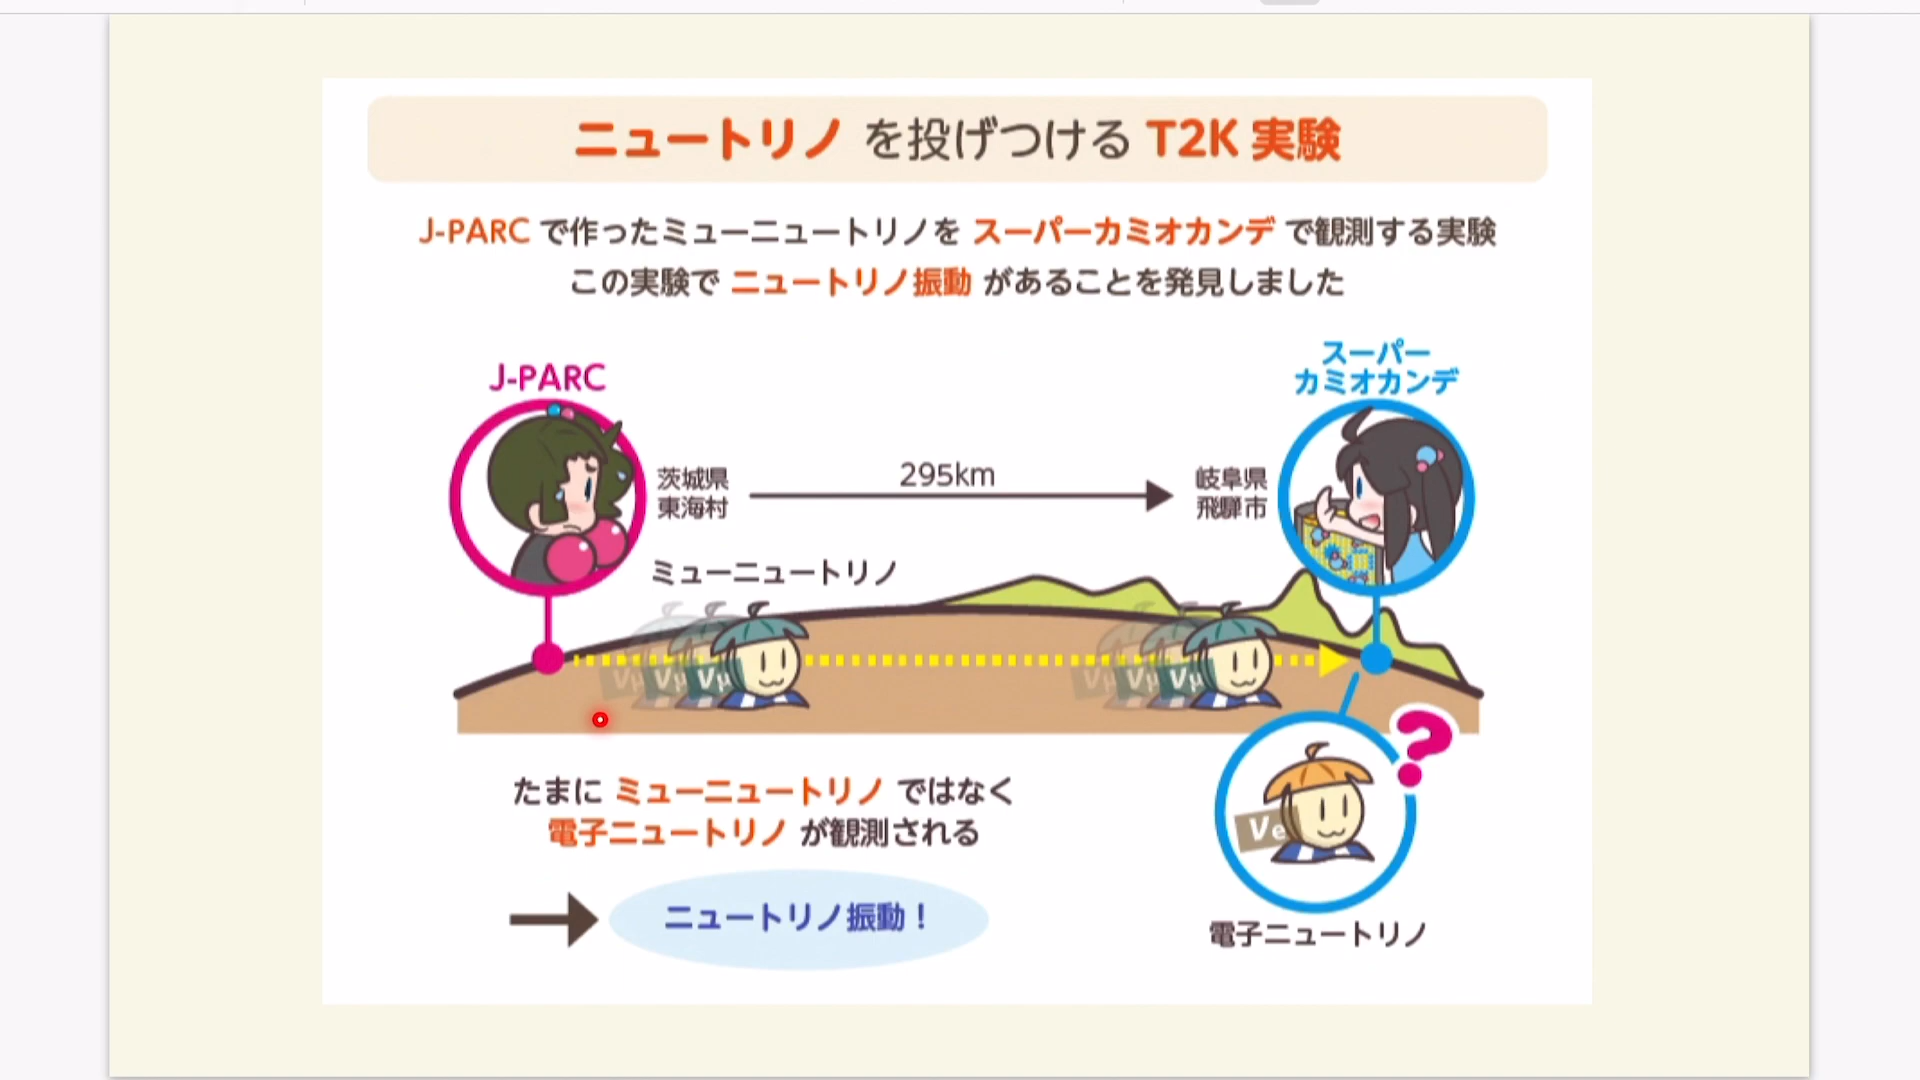 ニュートリノ を投げつける T2K 実験
J-PARC で作ったミューニュートリノを スーパーカミオカンデ で観測する実験
この実験で ニュートリノ振動 があることを発見しました
J-PARC
スーパー
カミオカンデ
茨城県
東海村
295km
岐阜県
飛騨市
ミューニュートリノ
Vμ Vμ Vμ
Vμ Vμ Vμ
たまに ミューニュートリノ ではなく
電子ニュートリノ が観測される
?
Ve
ニュートリノ振動！
電子ニュートリノ